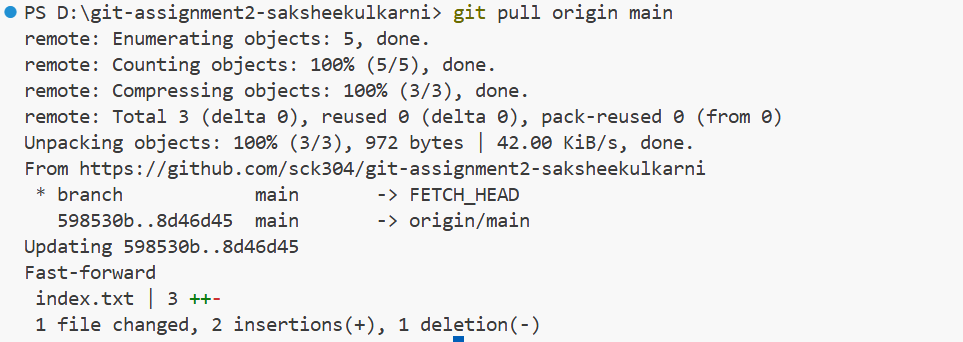 PS D:\git-assignment2-saksheekulkarni> git pull origin main
remote: Enumerating objects: 5, done.
remote: Counting objects: 100% (5/5), done.
remote: Compressing objects: 100% (3/3), done.
remote: Total 3 (delta 0), reused 0 (delta 0), pack-reused 0 (from 0)
Unpacking objects: 100% (3/3), 972 bytes | 42.00 KiB/s, done.
From https://github.com/sck304/git-assignment2-saksheekulkarni
 * branch            main       -> FETCH_HEAD
   598530b..8d46d45  main       -> origin/main
Updating 598530b..8d46d45
Fast-forward
 index.txt | 3 ++-
 1 file changed, 2 insertions(+), 1 deletion(-)